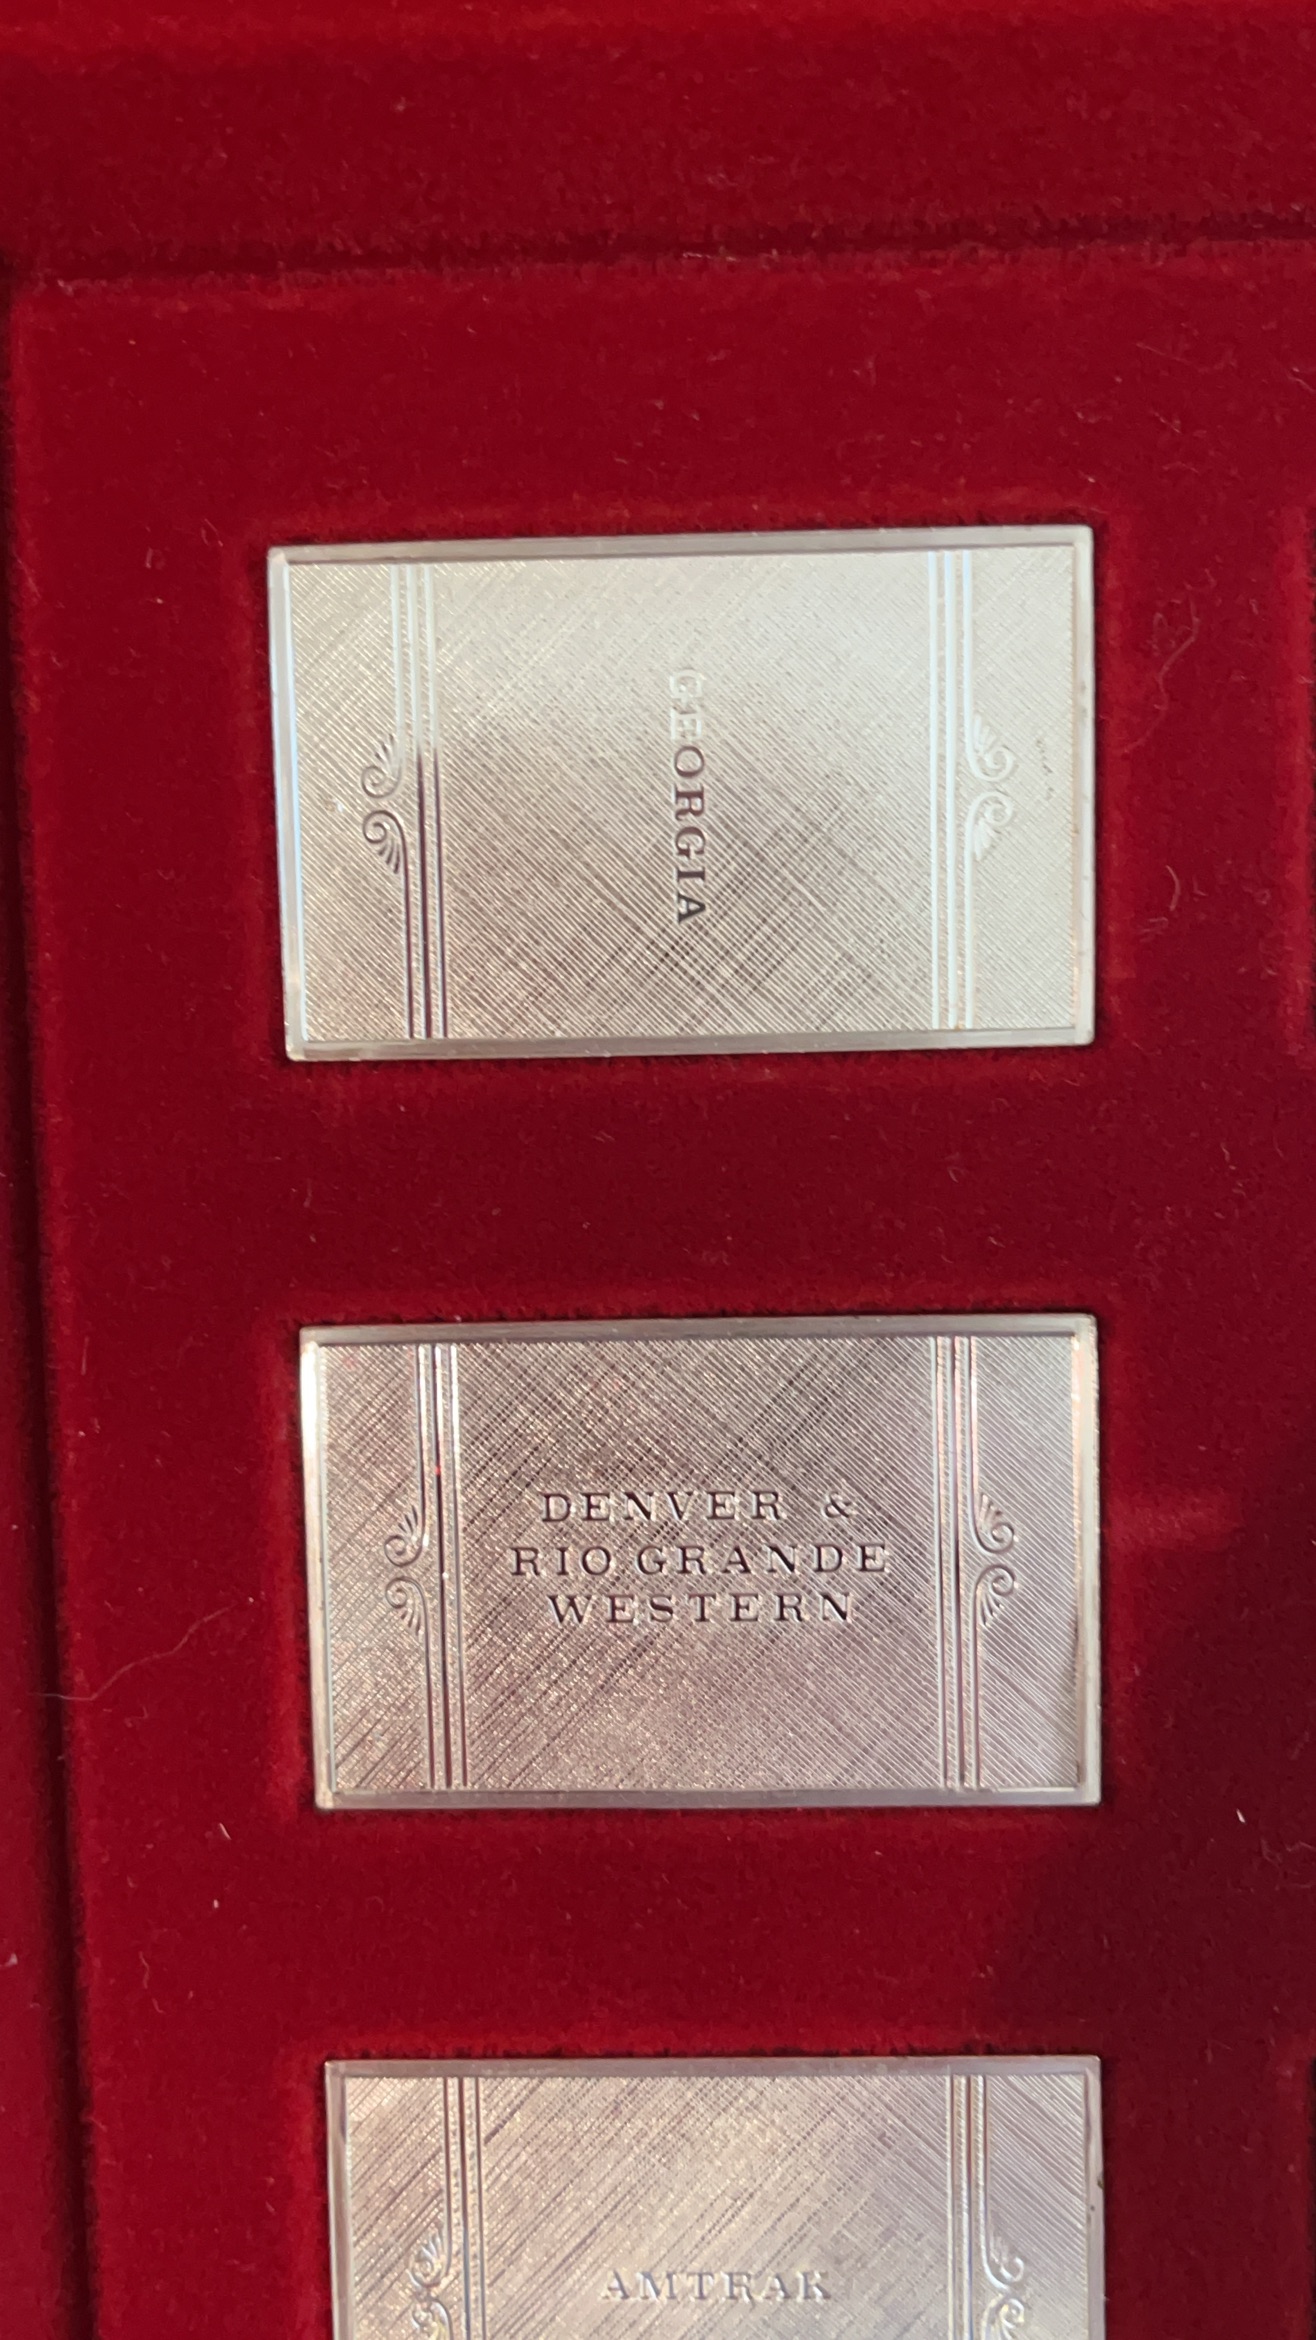 GEORGIA
DENVER &
RIO GRANDE
WESTERN
AMTRAK